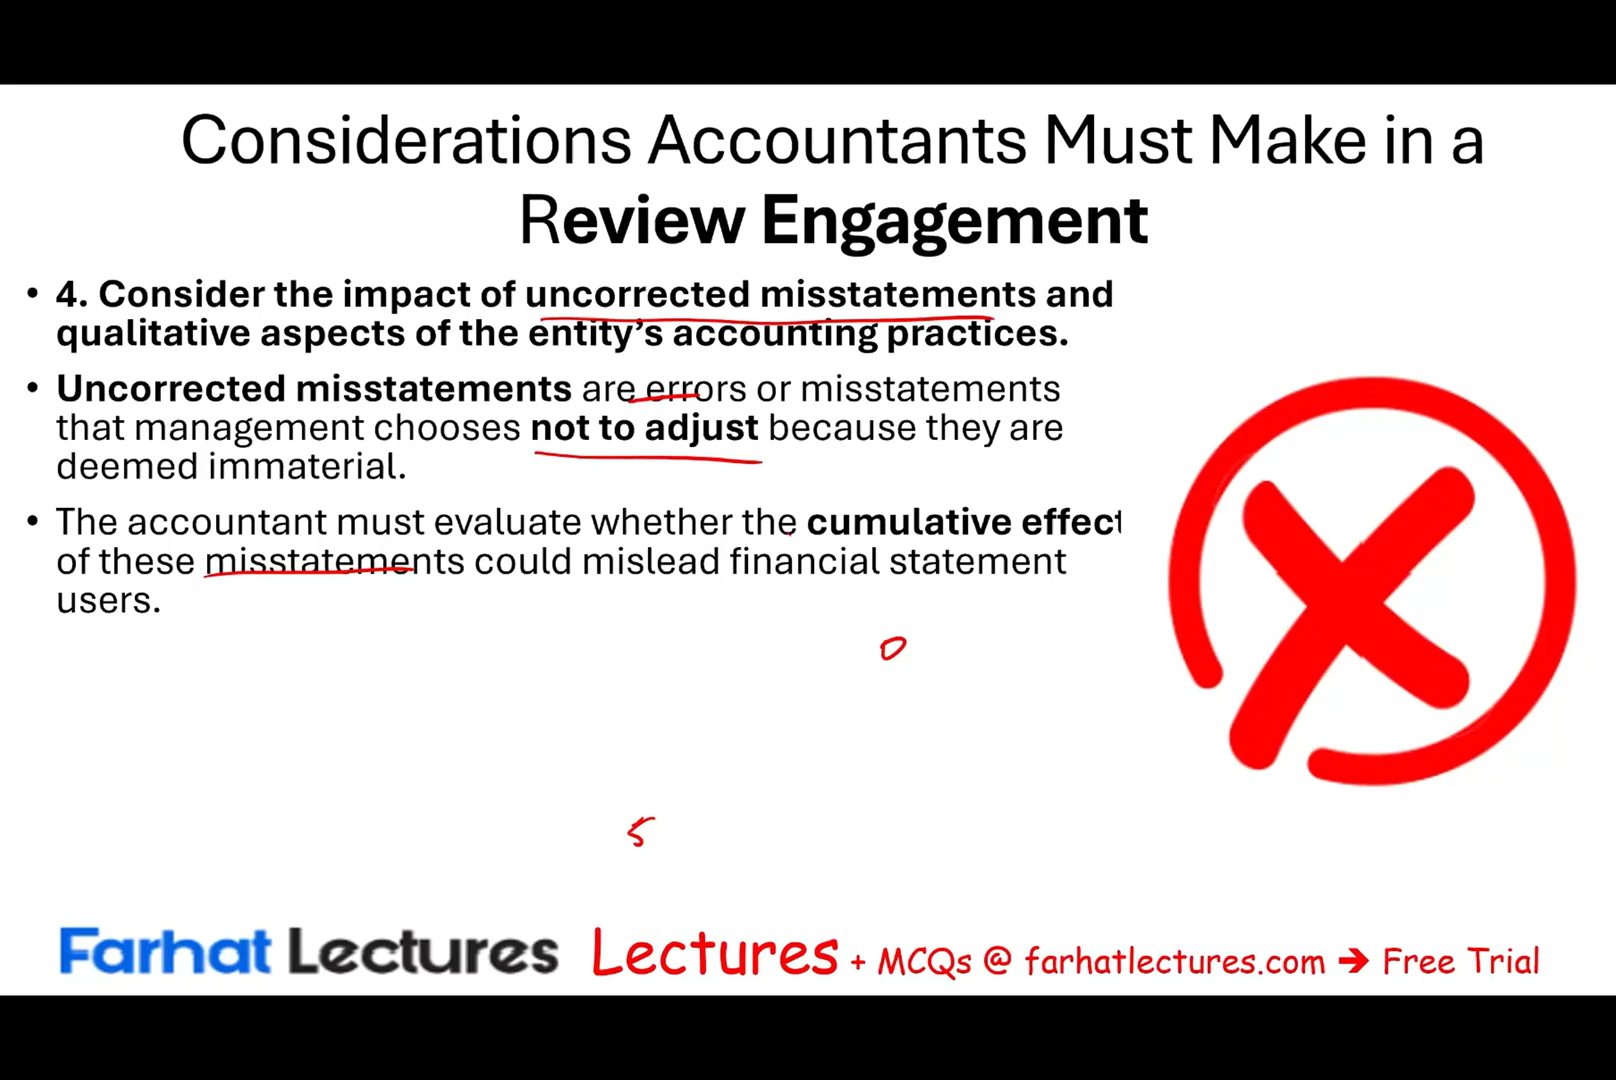 Considerations Accountants Must Make in a
Review Engagement
• 4. Consider the impact of uncorrected misstatements and
qualitative aspects of the entity’s accounting practices.
• Uncorrected misstatements are errors or misstatements
that management chooses not to adjust because they are
deemed immaterial.
• The accountant must evaluate whether the cumulative effect
of these misstatements could mislead financial statement
users.
0
5
Farhat Lectures Lectures + MCQs @ farhatlectures.com → Free Trial